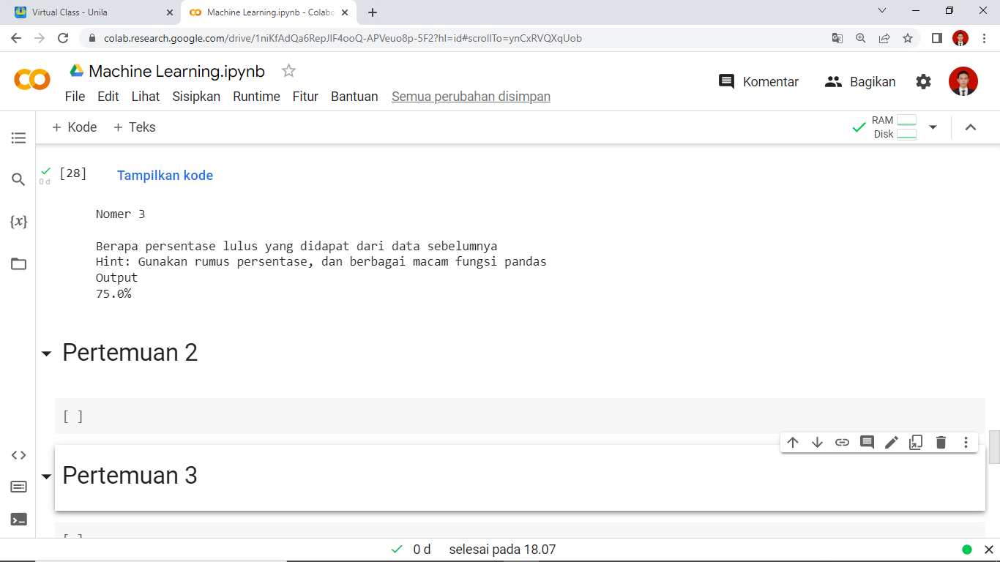 Virtual Class - Unila
Machine Learning.ipynb - Colabo
colab.research.google.com/drive/1niKfAdQa6RepJIF4ooQ-APVeuo8p-5F2?hl=id#scrollTo=ynCxRVQXqUob
Machine Learning.ipynb
Komentar
Bagikan
File Edit Lihat Sisipkan Runtime Fitur Bantuan Semua perubahan disimpan
+ Kode + Teks
RAM
Disk
[28] Tampilkan kode
0 d
{x}
Nomer 3
Berapa persentase lulus yang didapat dari data sebelumnya
Hint: Gunakan rumus persentase, dan berbagai macam fungsi pandas
Output
75.0%
Pertemuan 2
[ ]
Pertemuan 3
[ ]
0 d selesai pada 18.07